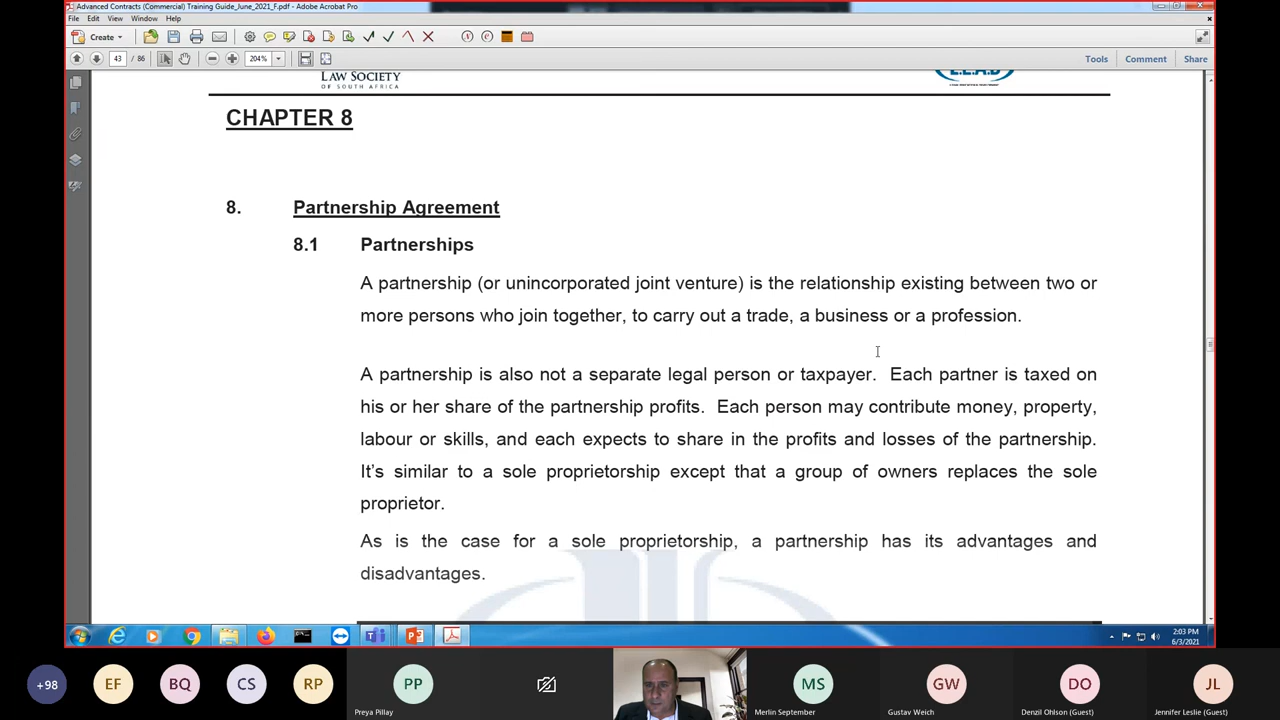 Advanced Contracts (Commercial) Training Guide_June_2021_F.pdf - Adobe Acrobat Pro
File Edit View Window Help
Create
43 / 86 204% Tools Comment Share
LAW SOCIETY
OF SOUTH AFRICA
CHAPTER 8
8. Partnership Agreement
8.1 Partnerships
A partnership (or unincorporated joint venture) is the relationship existing between two or
more persons who join together, to carry out a trade, a business or a profession.
A partnership is also not a separate legal person or taxpayer. Each partner is taxed on
his or her share of the partnership profits. Each person may contribute money, property,
labour or skills, and each expects to share in the profits and losses of the partnership.
It's similar to a sole proprietorship except that a group of owners replaces the sole
proprietor.
As is the case for a sole proprietorship, a partnership has its advantages and
disadvantages.
2:03 PM
6/3/2021
+98 EF BQ CS RP PP MS GW DO JL
Preya Pillay Merlin September Gustav Weich Denzil Ohlson (Guest) Jennifer Leslie (Guest)